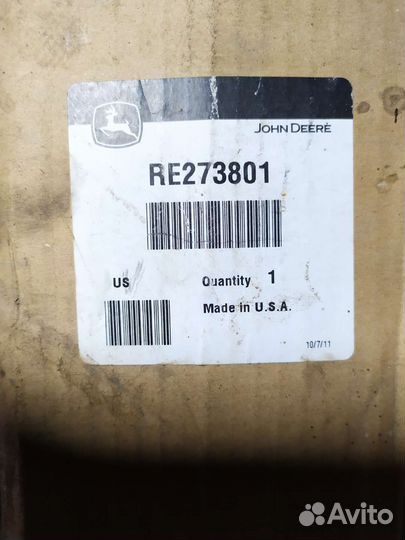 JOHN DEERE
RE273801
US
Quantity 1
Made in U.S.A.
10/7/11
Avito